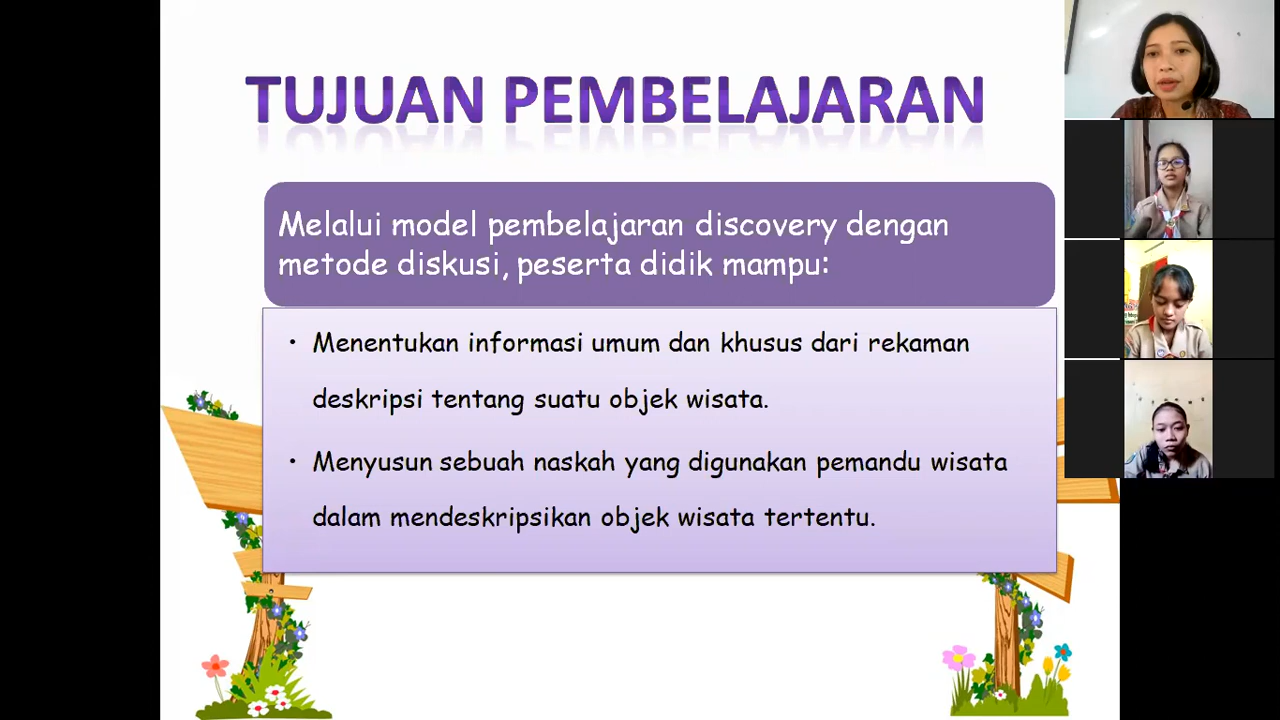 TUJUAN PEMBELAJARAN
Melalui model pembelajaran discovery dengan
metode diskusi, peserta didik mampu:
• Menentukan informasi umum dan khusus dari rekaman
deskripsi tentang suatu objek wisata.
• Menyusun sebuah naskah yang digunakan pemandu wisata
dalam mendeskripsikan objek wisata tertentu.